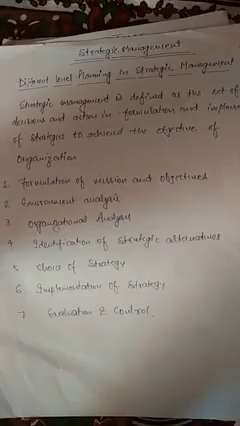 Strategic Management
Different level Planning in Strategic Management
Strategic management is defined as the set of
decisions and action in formulation and impleme
of strategies to achieved the objective of
Organization
1. Formulation of mission and objectives
2 Environment analysis
3 Organizational Analysis
4 Identification of Strategic alternatives
5 Choice of Strategy
6 Implementation of Strategy
7 Evaluation & Control.